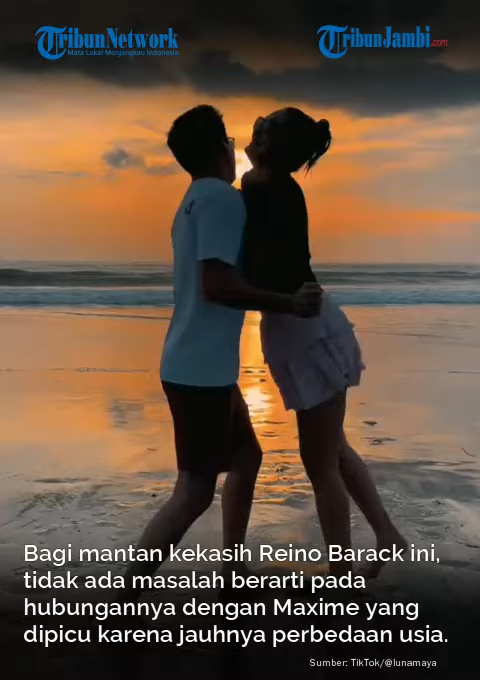 TribunNetwork
Mata Lokal Menjangkau Indonesia
TribunJambi.com
Bagi mantan kekasih Reino Barack ini,
tidak ada masalah berarti pada
hubungannya dengan Maxime yang
dipicu karena jauhnya perbedaan usia.
Sumber: TikTok/@lunamaya